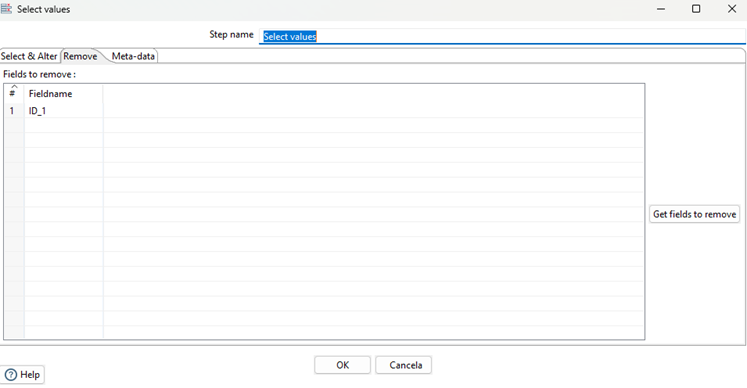 Select values
Step name Select values
Select & Alter Remove Meta-data
Fields to remove :
# Fieldname
1 ID_1
Get fields to remove
OK Cancela
Help